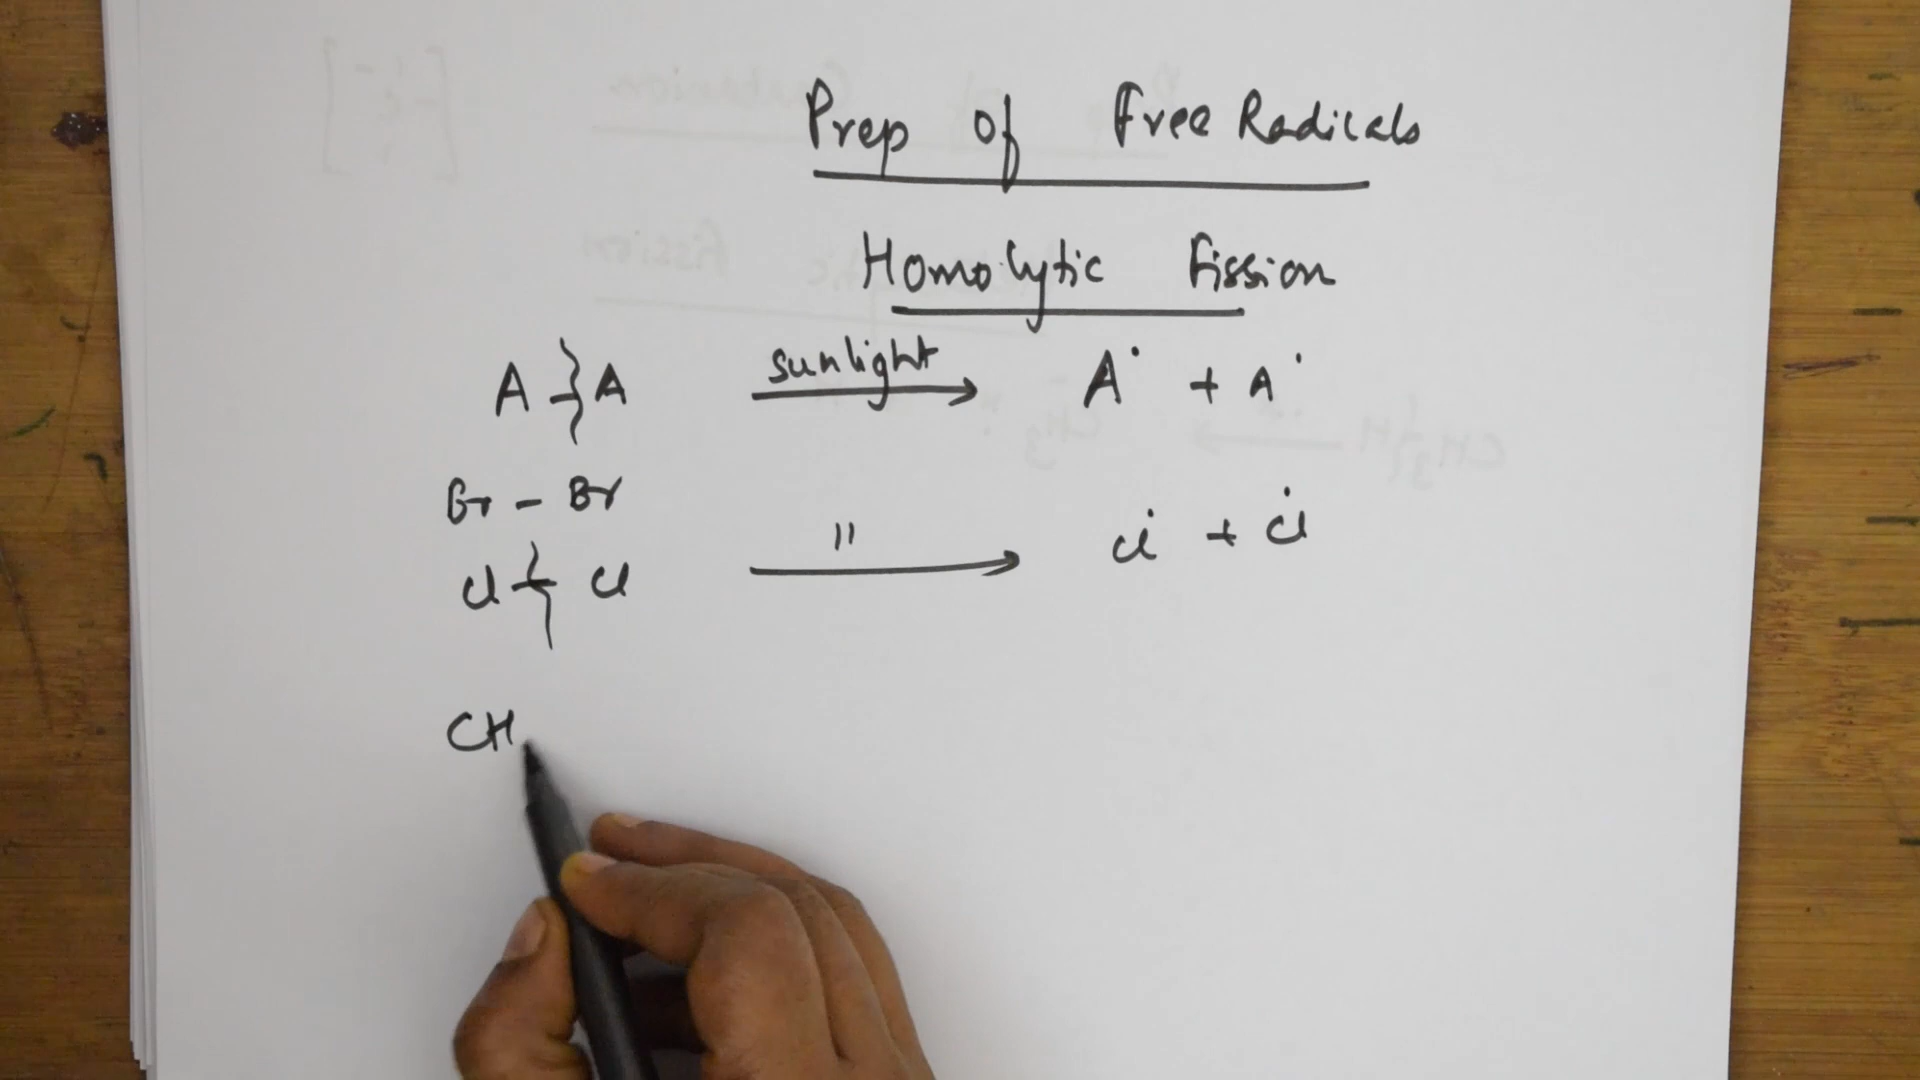 Prep of Free Radicals
Homolytic Fission
A - A sunlight → A• + A•
Br - Br
Cl - Cl " → Cl• + Cl•
CH